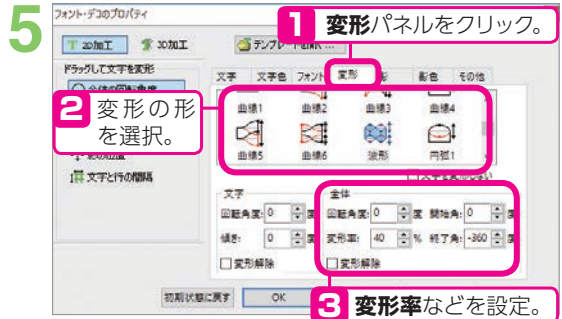 5
フォント・デコのプロパティ
1 変形パネルをクリック。
2D加工 3D加工
ドラッグして文字を変形
文字 文字色 フォント 変形 影色 その他
2 変形の形を選択。
曲線1 曲線2 曲線3 曲線4
曲線5 曲線6 波形 円弧1
文字と行の間隔
文字 全体
回転角度: 0 度 回転角度: 0 度 開始角: 0 度
傾き: 0 度 変形率: 40 % 終了角: -360 度
変形解除 変形解除
初期状態に戻す OK
3 変形率などを設定。